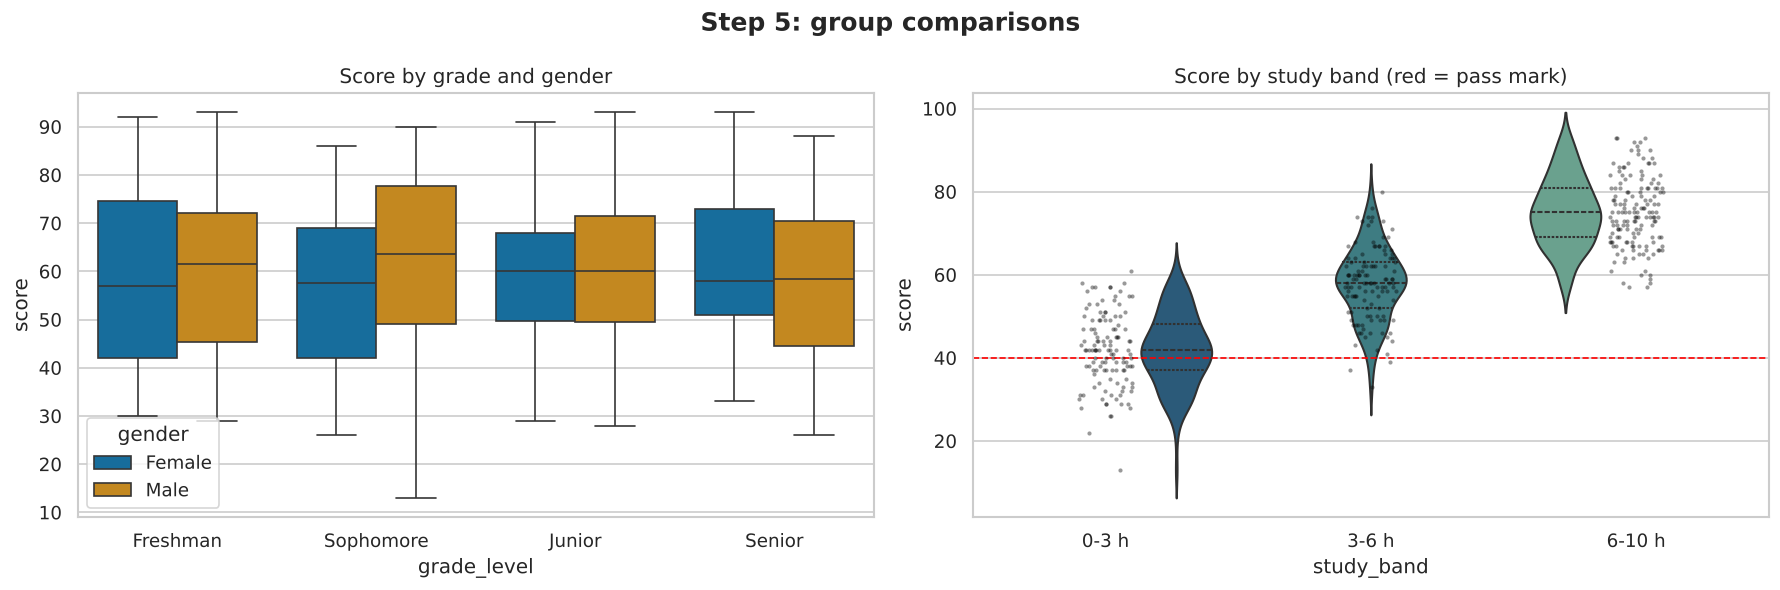 Step 5: group comparisons
Score by grade and gender
score
90
80
70
60
50
40
30
20
10
gender
Female
Male
Freshman
Sophomore
Junior
Senior
grade_level
Score by study band (red = pass mark)
score
100
80
60
40
20
0-3 h
3-6 h
6-10 h
study_band